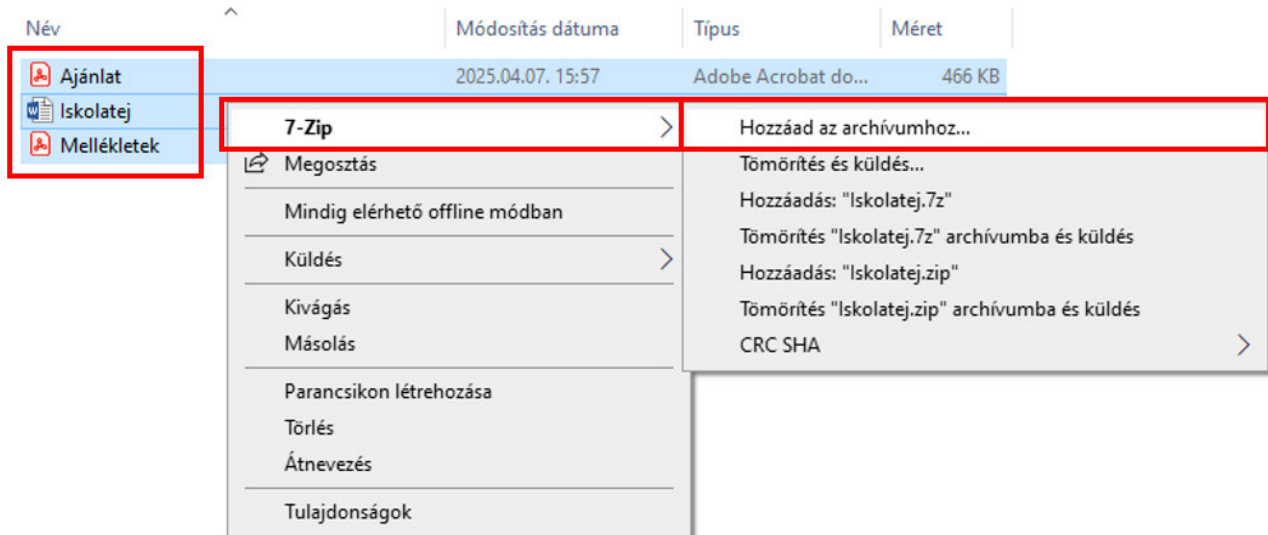 Név Módosítás dátuma Típus Méret
Ajánlat 2025.04.07. 15:57 Adobe Acrobat do... 466 KB
Iskolatej
Mellékletek
7-Zip
Megosztás
Mindig elérhető offline módban
Küldés
Kivágás
Másolás
Parancsikon létrehozása
Törlés
Átnevezés
Tulajdonságok
Hozzáad az archívumhoz...
Tömörítés és küldés...
Hozzáadás: "Iskolatej.7z"
Tömörítés "Iskolatej.7z" archívumba és küldés
Hozzáadás: "Iskolatej.zip"
Tömörítés "Iskolatej.zip" archívumba és küldés
CRC SHA